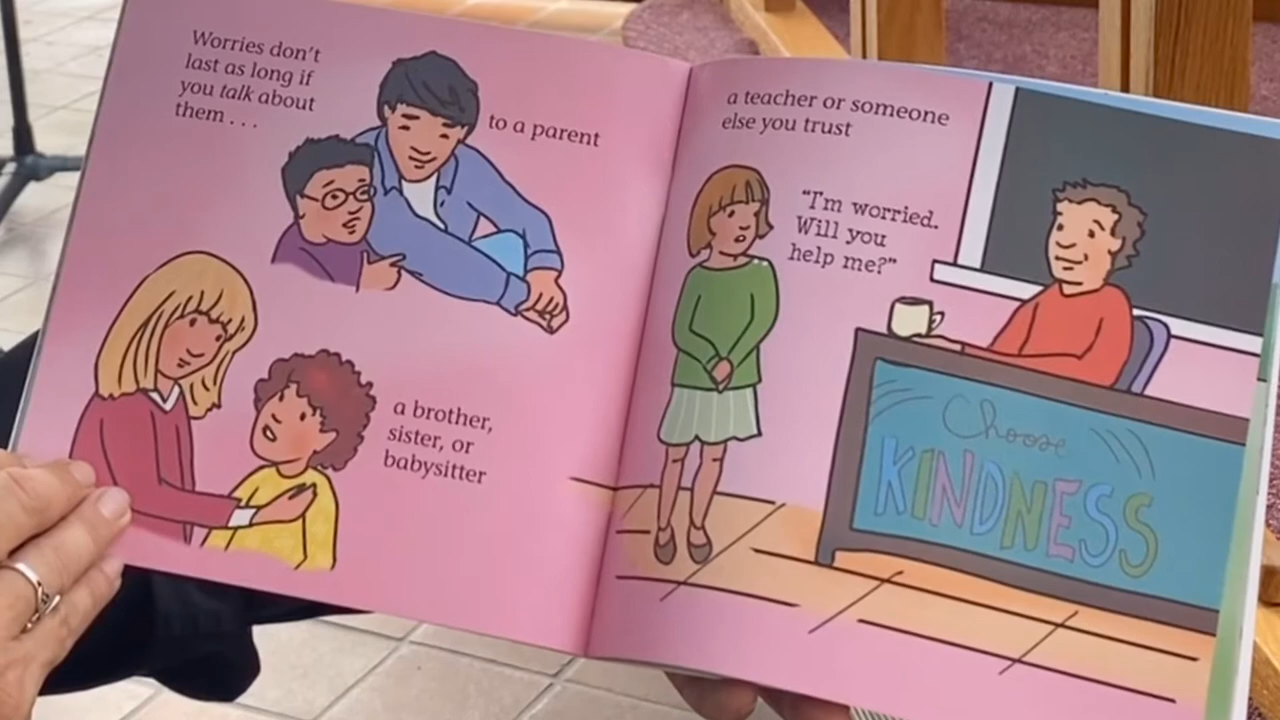 Worries don't
last as long if
you talk about
them . . .
to a parent
a brother,
sister, or
babysitter
a teacher or someone
else you trust
"I'm worried.
Will you
help me?"
Choose
KINDNESS